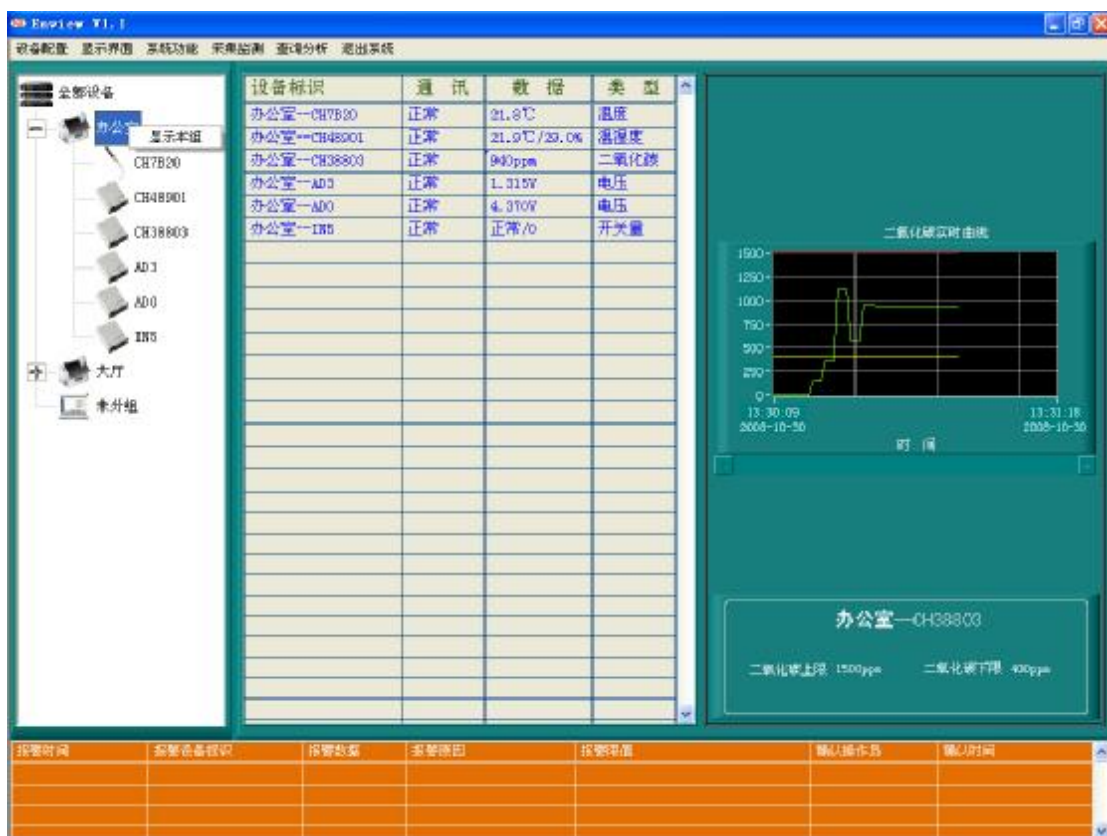 Enview V1.1
设备配置 显示界面 系统功能 采集监测 查询分析 退出系统
全部设备
办公室
显示本组
CH7B20
CH48901
CH38803
AD3
AD0
IN5
大厅
未分组
设备标识 通 讯 数 据 类 型
办公室--CH7B20 正常 21.8℃ 温度
办公室--CH48901 正常 21.9℃/29.0% 温湿度
办公室--CH38803 正常 940ppm 二氧化碳
办公室--AD3 正常 1.315V 电压
办公室--AD0 正常 4.370V 电压
办公室--IN5 正常 正常/0 开关量
二氧化碳实时曲线
1500
1250
1000
750
500
250
0
13:30:09 13:31:18
2008-10-30 2008-10-30
时 间
办公室--CH38803
二氧化碳上限 1500ppm 二氧化碳下限 400ppm
报警时间 报警设备标识 报警数据 报警原因 报警限值 确认操作员 确认时间